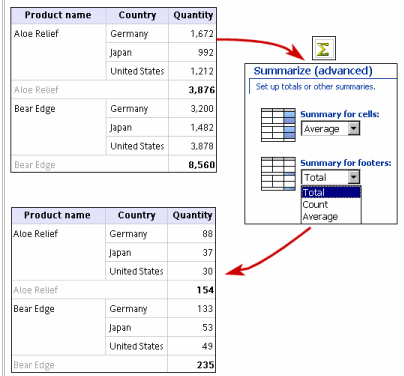 Product name Country Quantity
Aloe Relief Germany 1,672
Japan 992
United States 1,212
Aloe Relief 3,876
Bear Edge Germany 3,200
Japan 1,482
United States 3,878
Bear Edge 8,560
Σ
Summarize (advanced)
Set up totals or other summaries.
Summary for cells:
Average
Summary for footers:
Total
Total
Count
Average
Product name Country Quantity
Aloe Relief Germany 88
Japan 37
United States 30
Aloe Relief 154
Bear Edge Germany 133
Japan 53
United States 49
Bear Edge 235